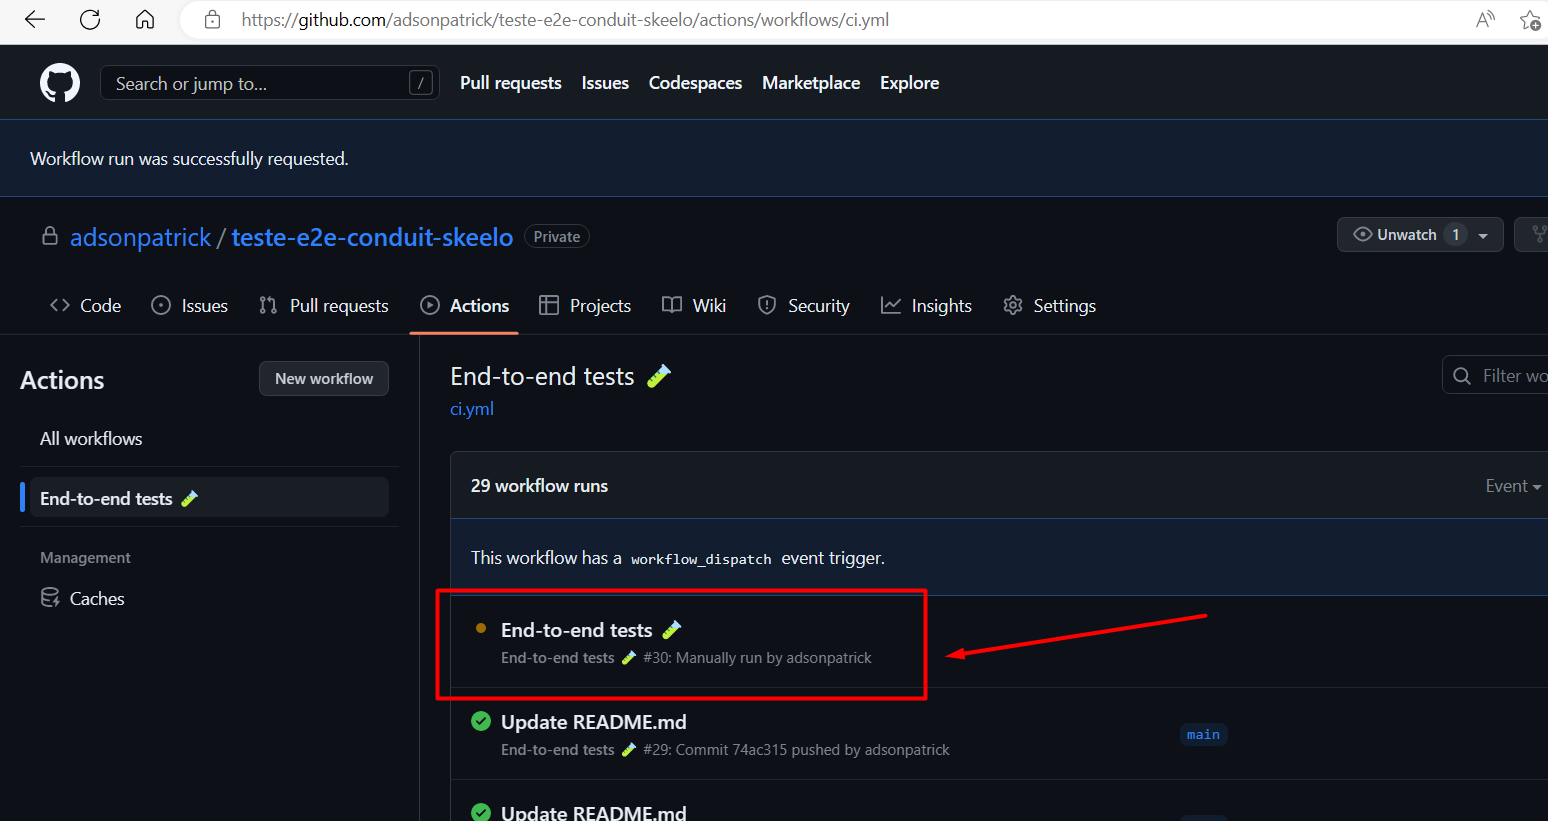 https://github.com/adsonpatrick/teste-e2e-conduit-skeelo/actions/workflows/ci.yml
Search or jump to... / Pull requests Issues Codespaces Marketplace Explore
Workflow run was successfully requested.
adsonpatrick / teste-e2e-conduit-skeelo Private Unwatch 1
Code Issues Pull requests Actions Projects Wiki Security Insights Settings
Actions New workflow
All workflows
End-to-end tests
Management
Caches
End-to-end tests
ci.yml
Filter wo
29 workflow runs Event
This workflow has a workflow_dispatch event trigger.
End-to-end tests
End-to-end tests #30: Manually run by adsonpatrick
Update README.md
End-to-end tests #29: Commit 74ac315 pushed by adsonpatrick
main
Update README.md